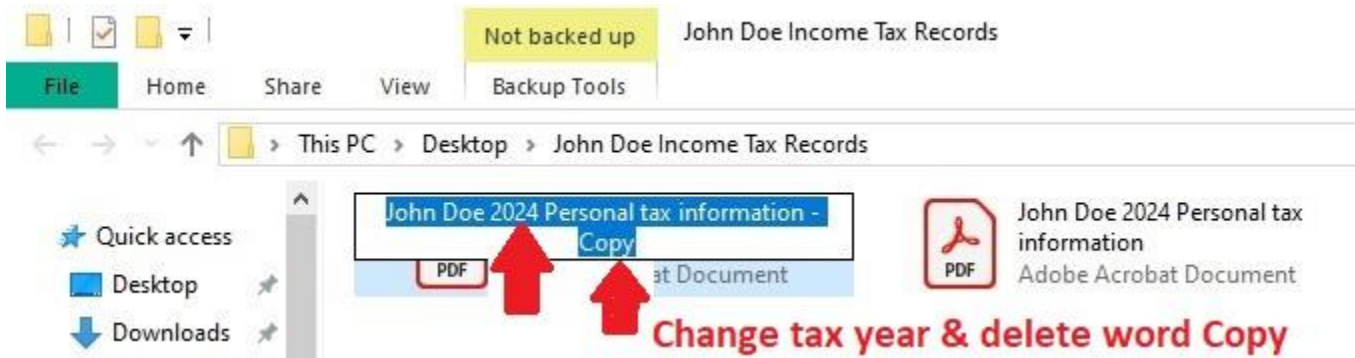 Not backed up
John Doe Income Tax Records
File Home Share View Backup Tools
> This PC > Desktop > John Doe Income Tax Records
Quick access
Desktop
Downloads
John Doe 2024 Personal tax information -
Copy
PDF
at Document
PDF
John Doe 2024 Personal tax
information
Adobe Acrobat Document
Change tax year & delete word Copy